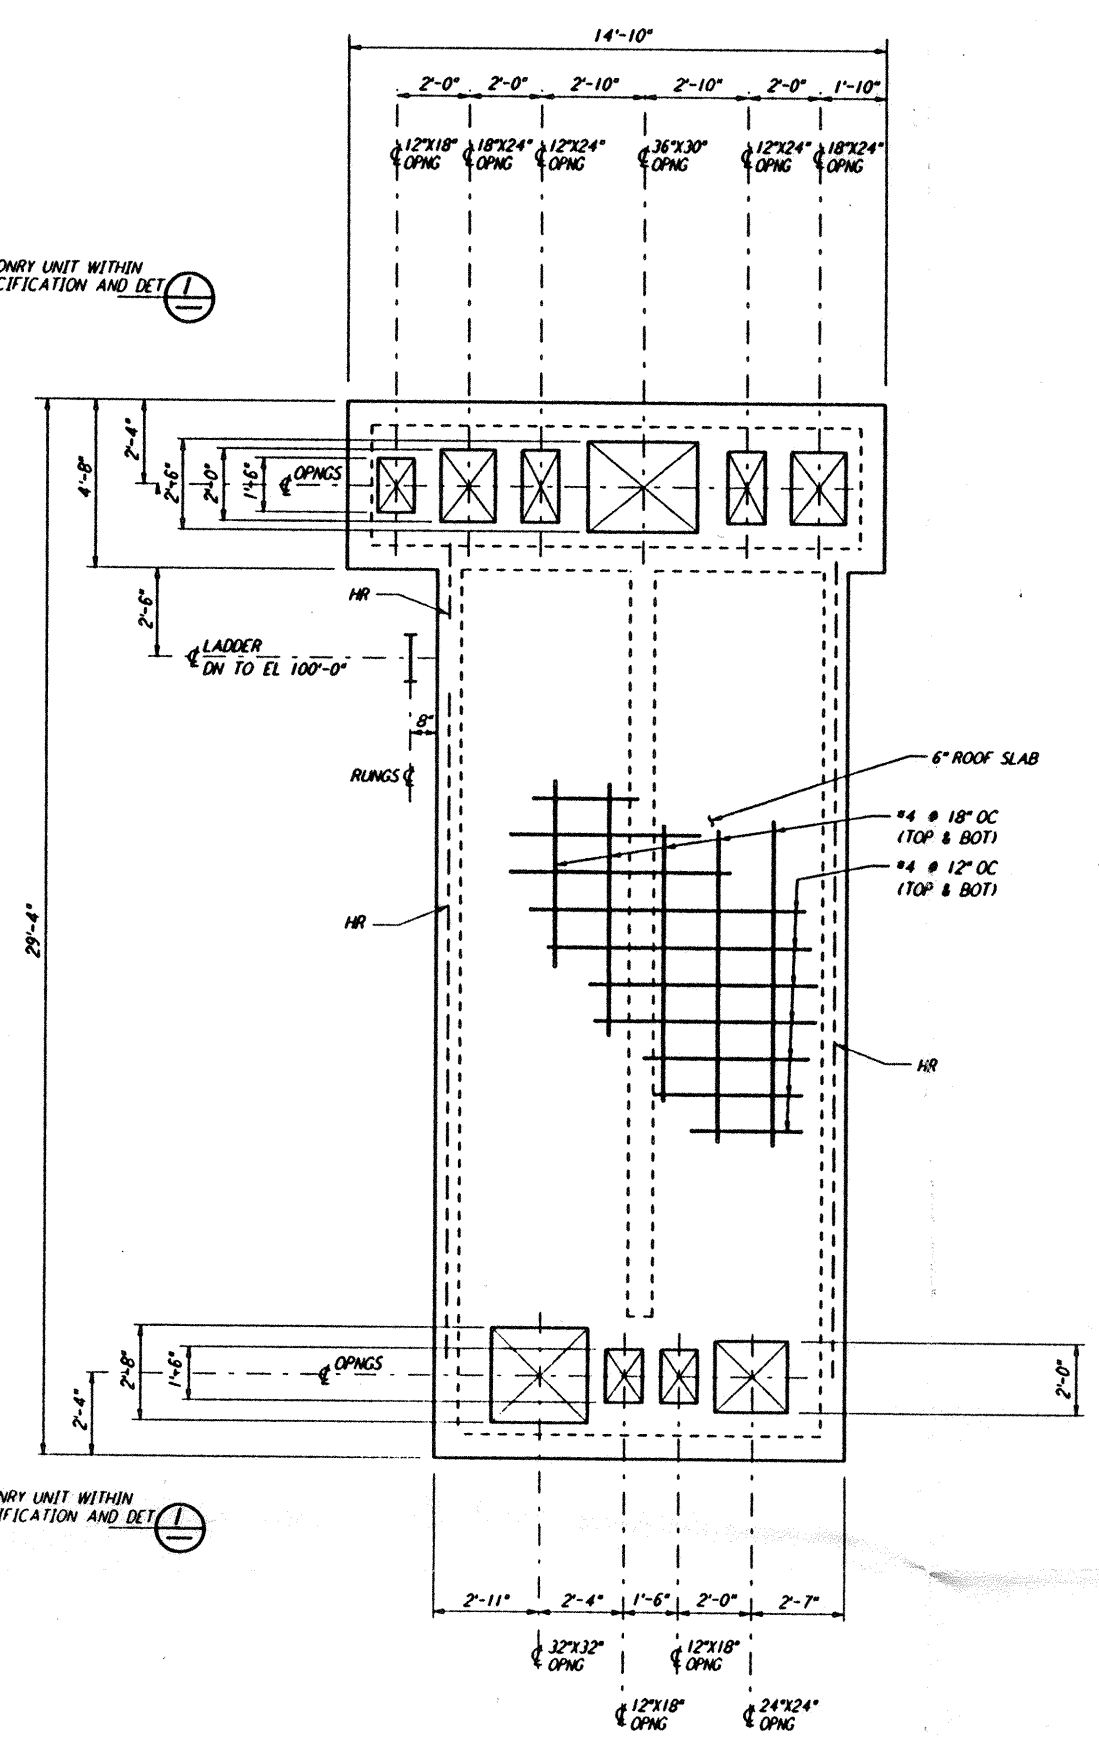 14'-10"
2'-0" 2'-0" 2'-10" 2'-10" 2'-0" 1'-10"
℄ 12"X18" ℄ 18"X24" ℄ 12"X24" ℄ 36"X30" ℄ 12"X24" ℄ 18"X24"
OPNG OPNG OPNG OPNG OPNG OPNG
ONRY UNIT WITHIN
CIFICATION AND DET 1
—
2'-4"
4'-8"
2'-6"
2'-0"
1'-6"
℄ OPNGS
2'-6"
HR
℄ LADDER
DN TO EL 100'-0"
8"
RUNGS ℄
6" ROOF SLAB
#4 @ 18" OC
(TOP & BOT)
#4 @ 12" OC
(TOP & BOT)
HR
29'-4"
HR
2'-8"
1'-6"
℄ OPNGS
2'-0"
2'-4"
NRY UNIT WITHIN
IFICATION AND DET 1
—
2'-11" 2'-4" 1'-6" 2'-0" 2'-7"
℄ 32"X32" ℄ 12"X18"
OPNG OPNG
℄ 12"X18" ℄ 24"X24"
OPNG OPNG